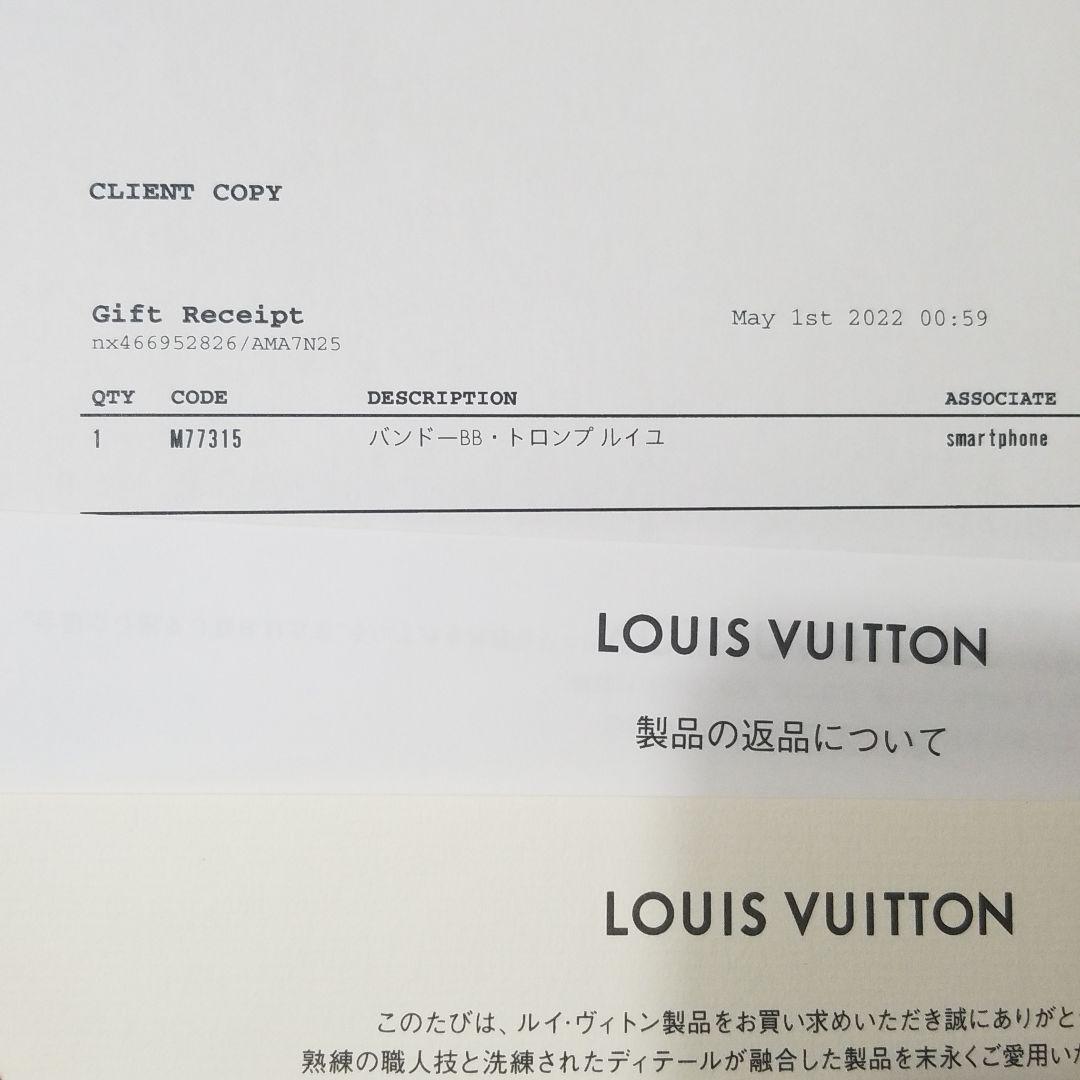 CLIENT COPY
Gift Receipt
May 1st 2022 00:59
nx466952826/AMA7N25
QTY CODE DESCRIPTION ASSOCIATE
1 M77315 バンドーBB・トロンプ ルイユ smartphone
LOUIS VUITTON
製品の返品について
LOUIS VUITTON
このたびは、ルイ・ヴィトン製品をお買い求めいただき誠にありがと
熟練の職人技と洗練されたディテールが融合した製品を末永くご愛用い